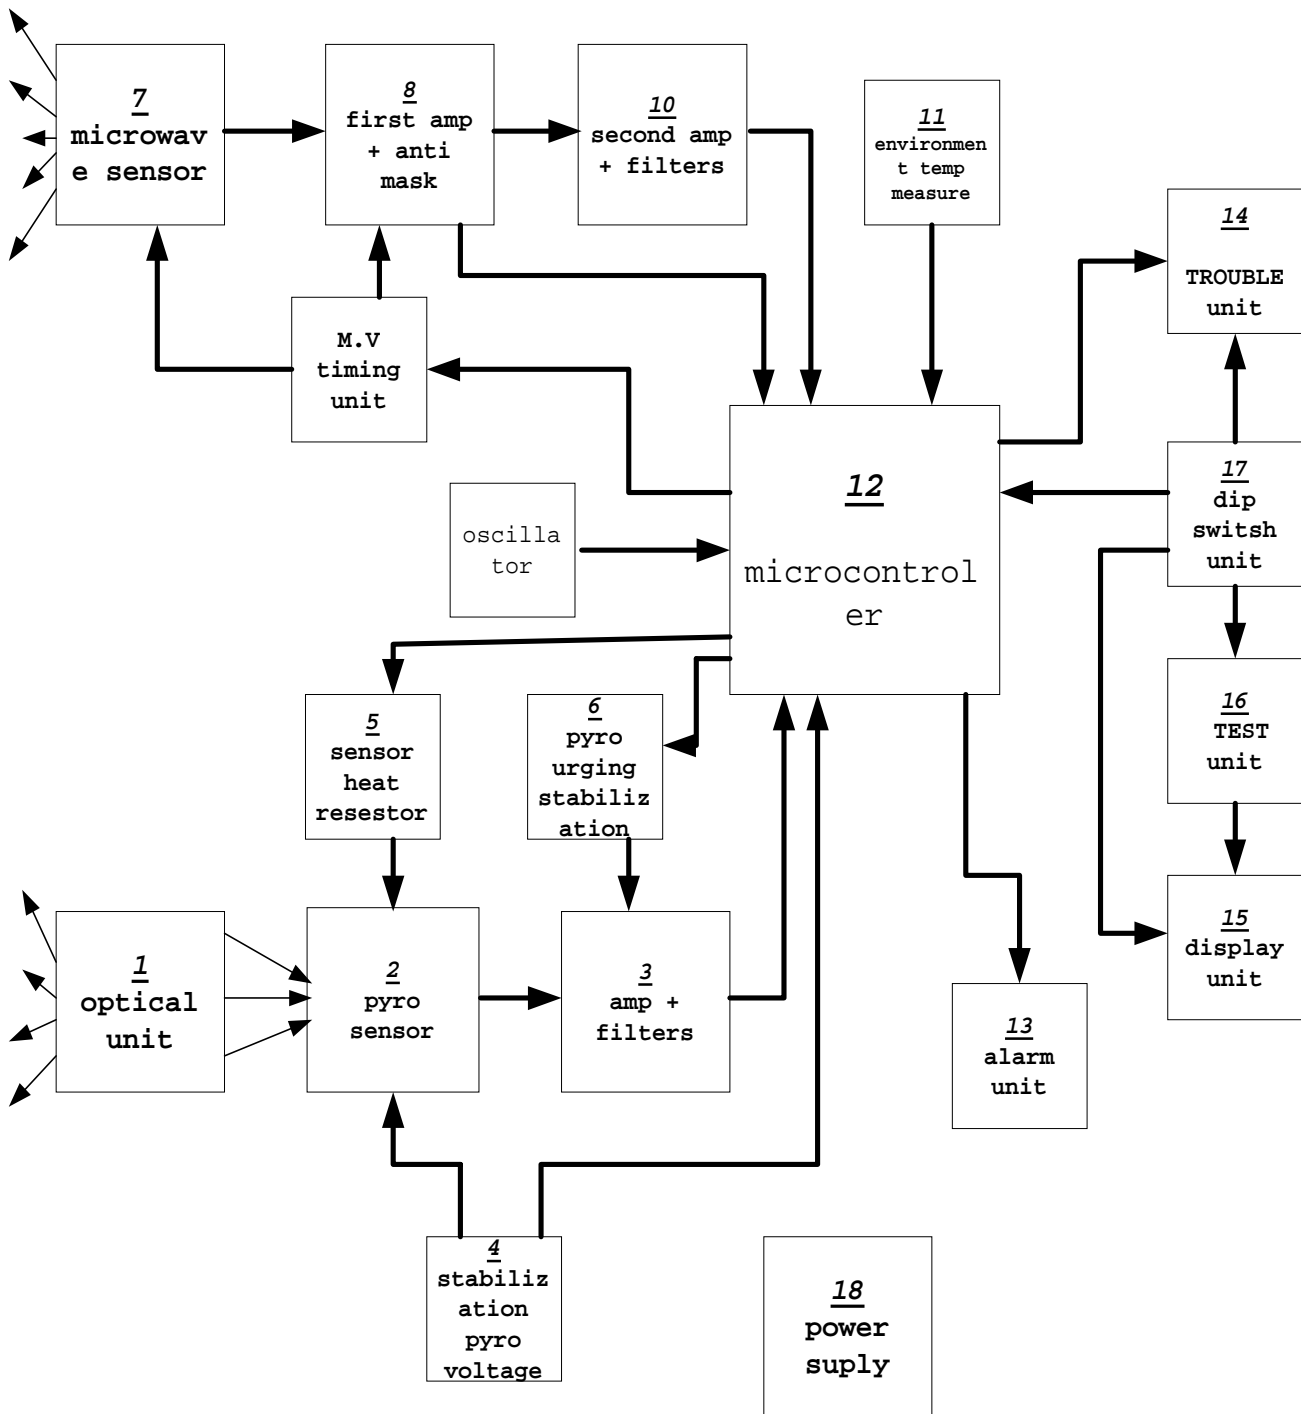 7
microwav
e sensor
8
first amp
+ anti
mask
10
second amp
+ filters
11
environmen
t temp
measure
14
TROUBLE
unit
M.V
timing
unit
12
microcontrol
er
17
dip
switsh
unit
oscilla
tor
5
sensor
heat
resestor
6
pyro
urging
stabiliz
ation
16
TEST
unit
1
optical
unit
2
pyro
sensor
3
amp +
filters
15
display
unit
13
alarm
unit
4
stabiliz
ation
pyro
voltage
18
power
suply